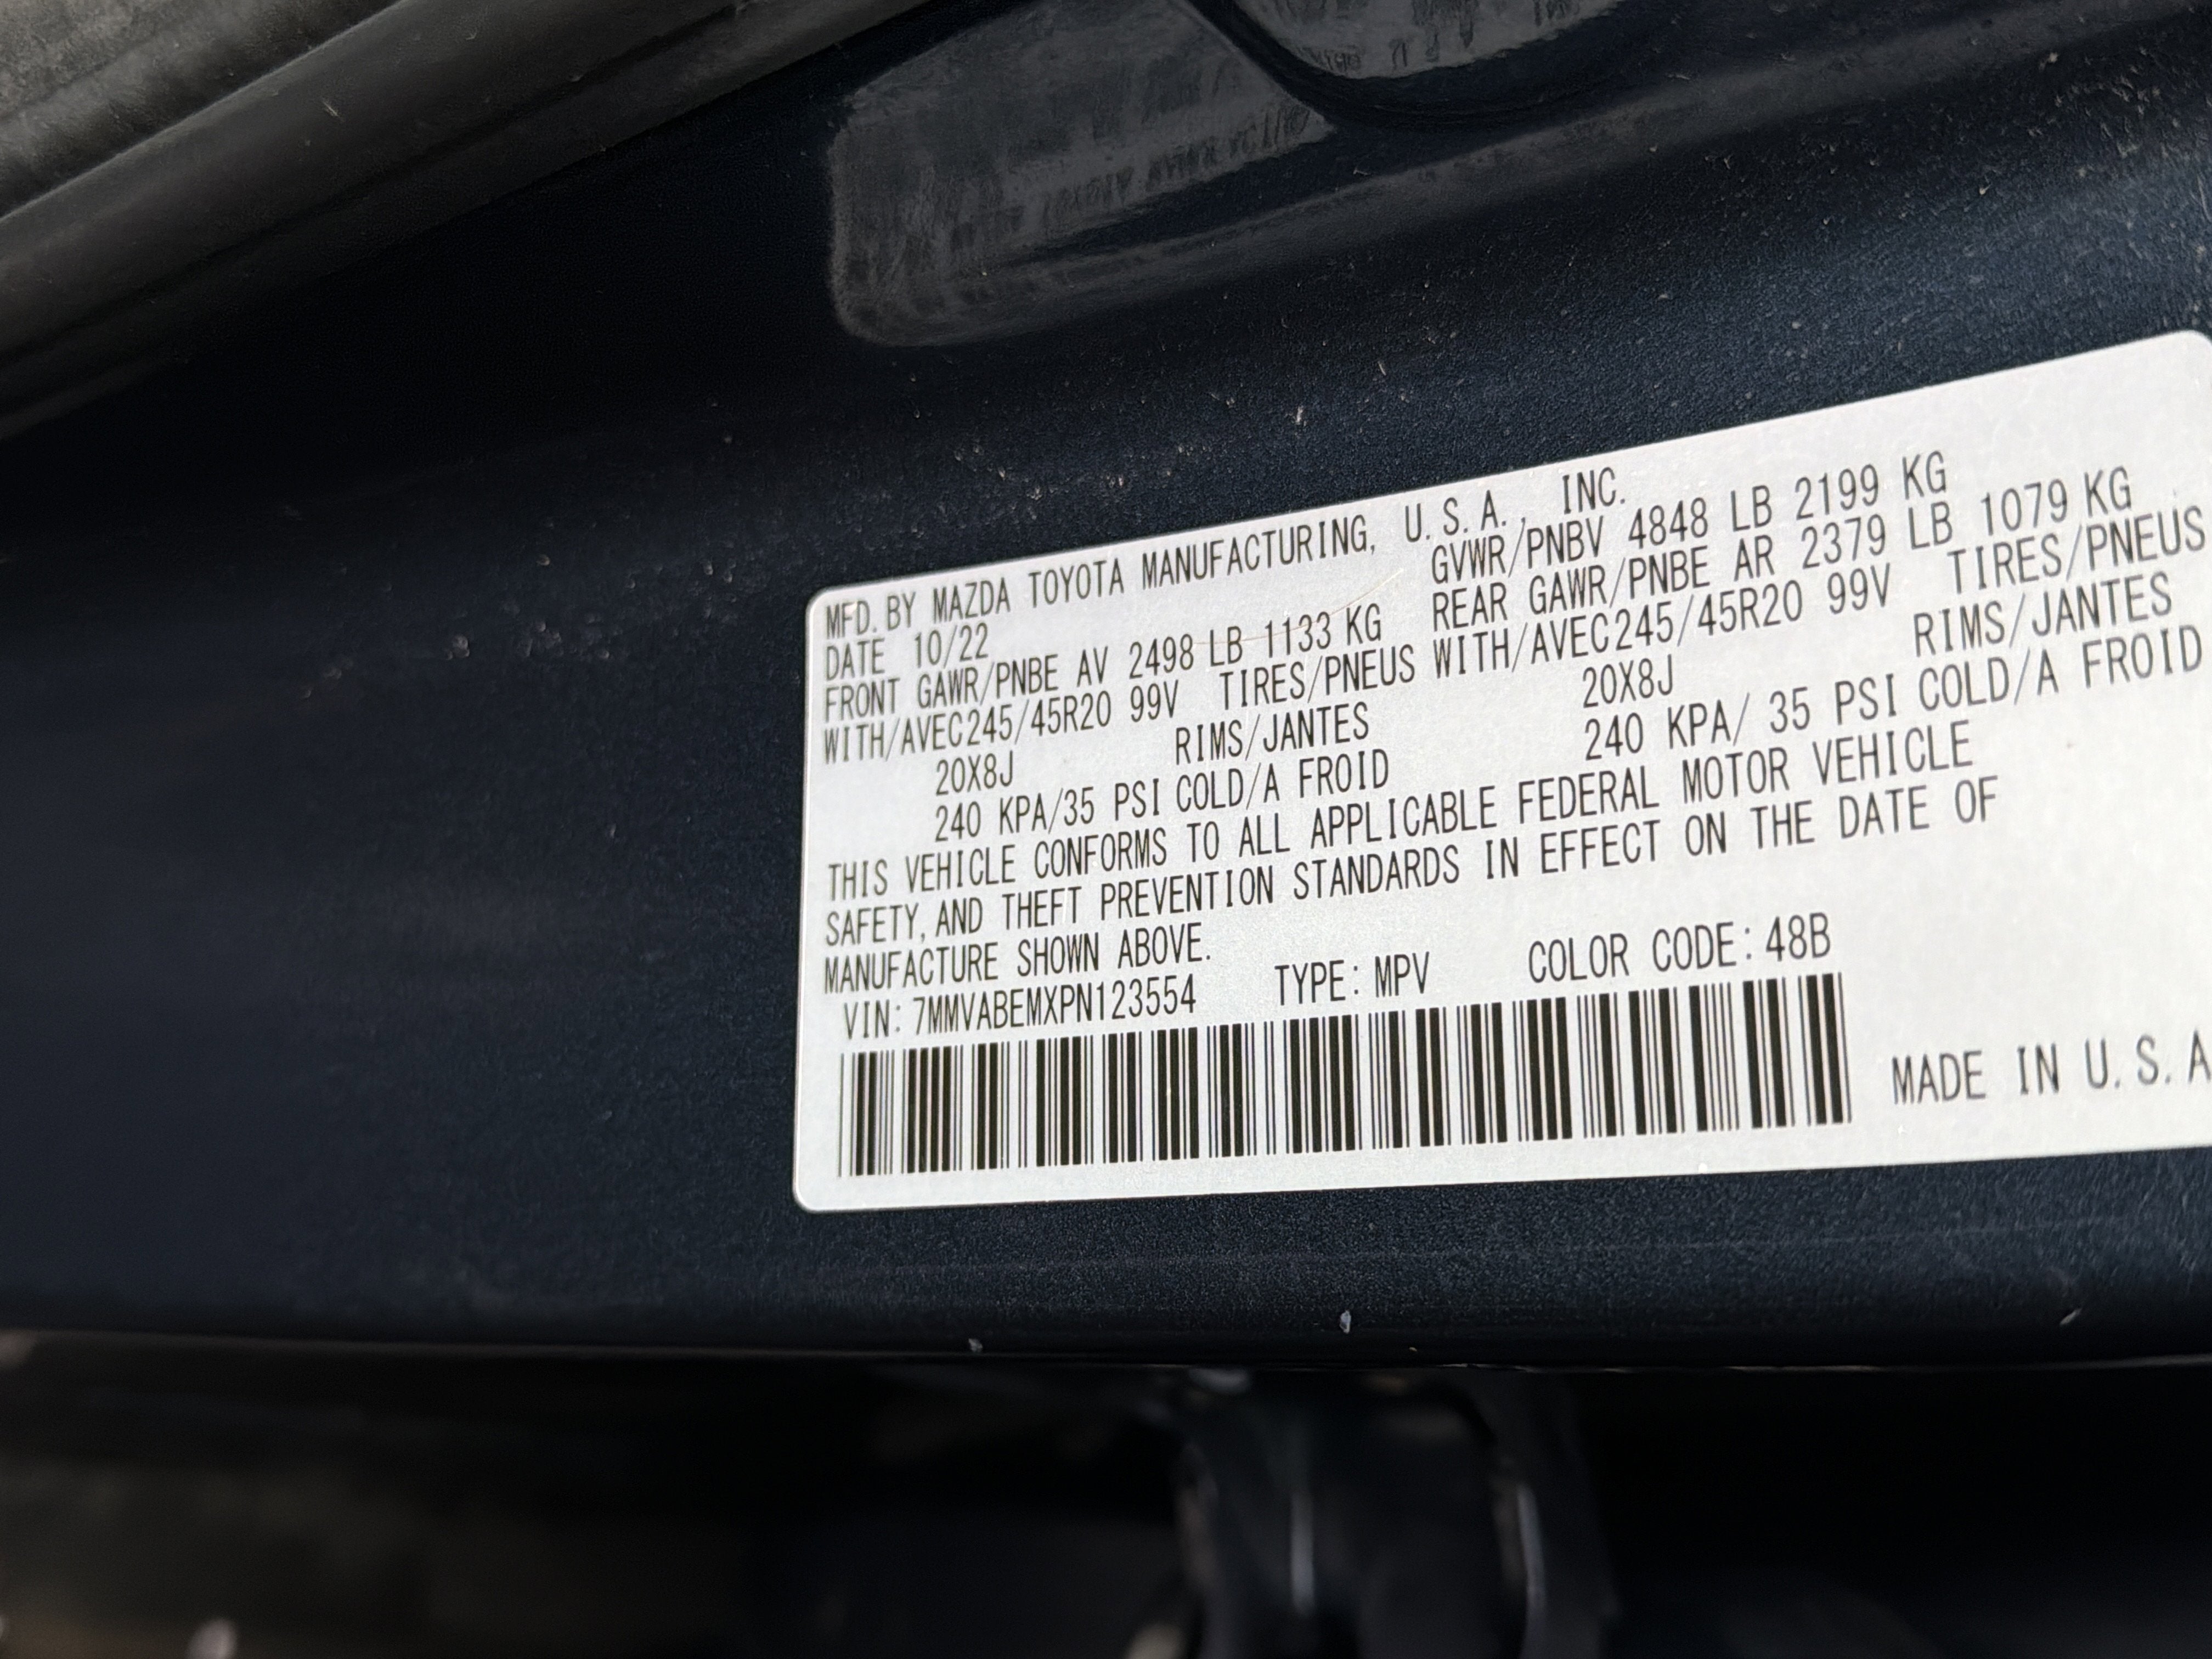 MFD. BY MAZDA TOYOTA MANUFACTURING, U.S.A., INC.
DATE 10/22 GVWR/PNBV 4848 LB 2199 KG
FRONT GAWR/PNBE AV 2498 LB 1133 KG REAR GAWR/PNBE AR 2379 LB 1079 KG
WITH/AVEC245/45R20 99V TIRES/PNEUS WITH/AVEC245/45R20 99V TIRES/PNEUS
20X8J RIMS/JANTES 20X8J RIMS/JANTES
240 KPA/35 PSI COLD/A FROID 240 KPA/ 35 PSI COLD/A FROID
THIS VEHICLE CONFORMS TO ALL APPLICABLE FEDERAL MOTOR VEHICLE
SAFETY, AND THEFT PREVENTION STANDARDS IN EFFECT ON THE DATE OF
MANUFACTURE SHOWN ABOVE.
VIN: 7MMVABEMXPN123554 TYPE: MPV COLOR CODE: 48B
MADE IN U.S.A